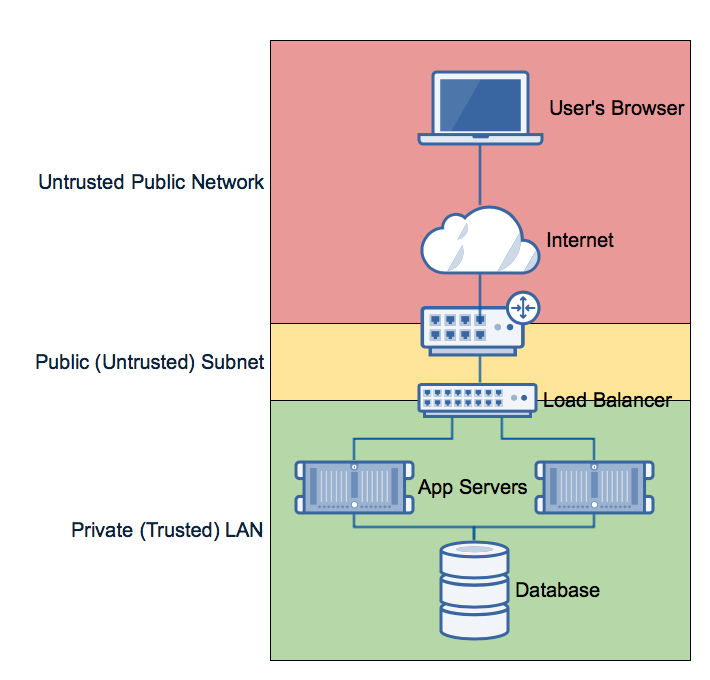 User's Browser
Untrusted Public Network
Internet
Public (Untrusted) Subnet
Load Balancer
App Servers
Private (Trusted) LAN
Database